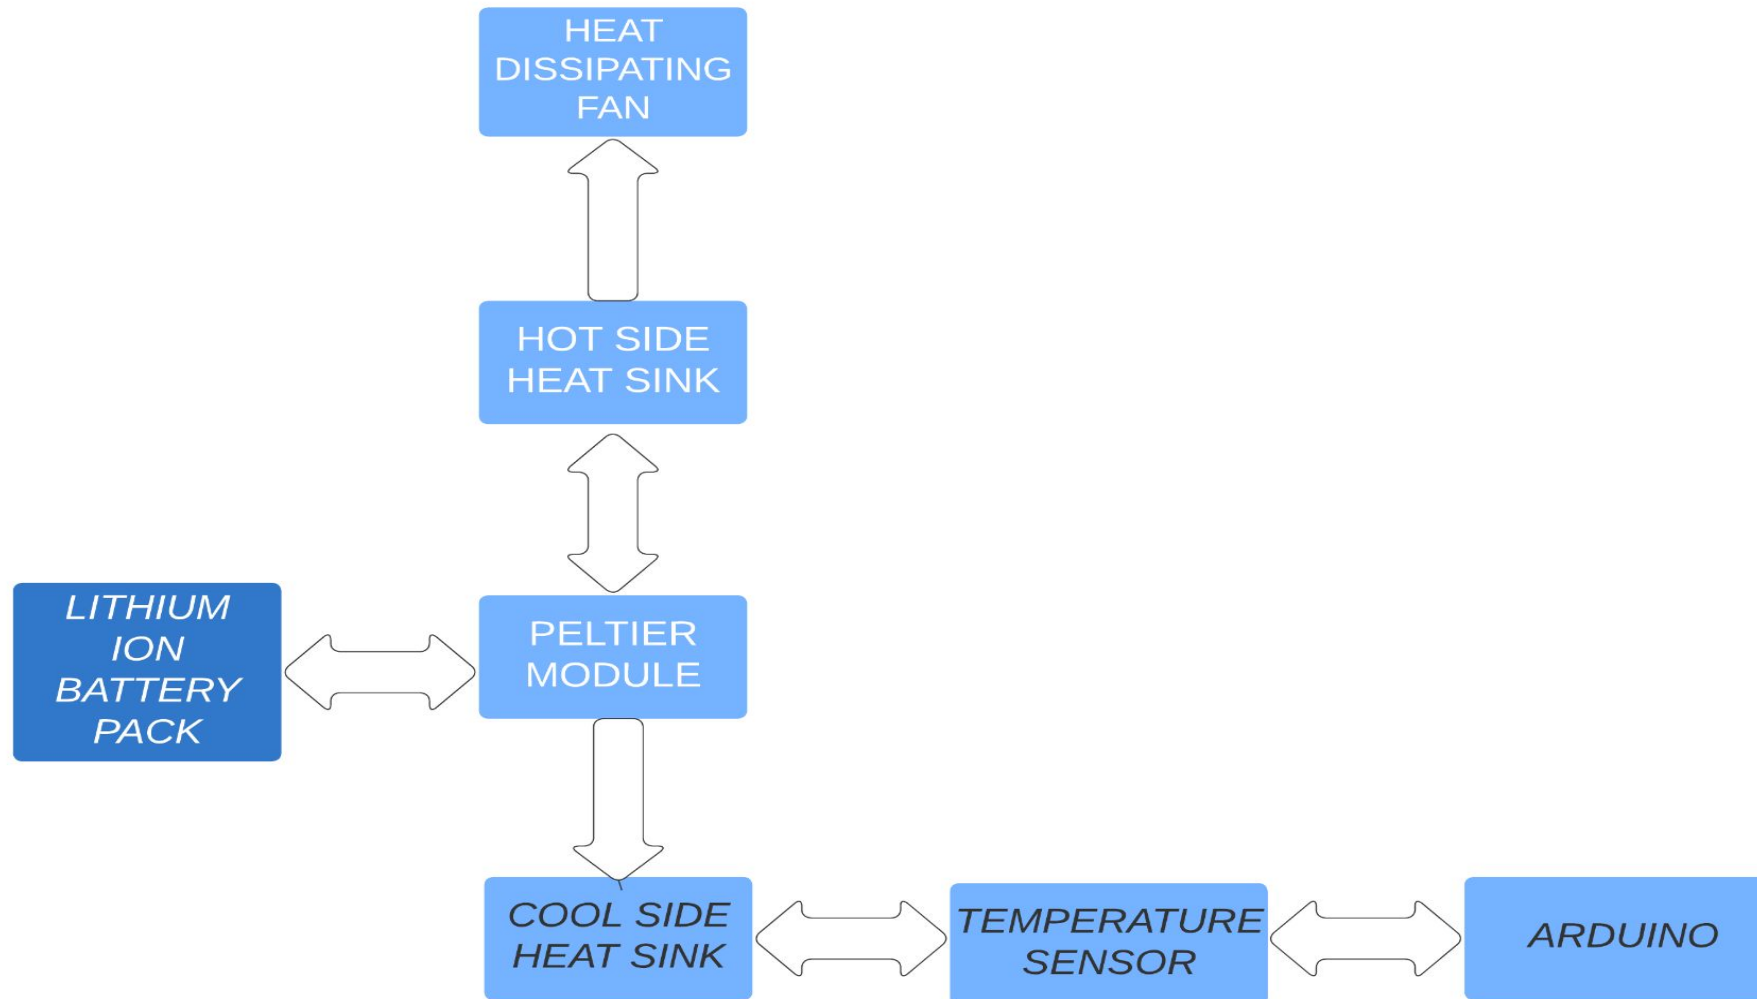 HEAT
DISSIPATING
FAN
HOT SIDE
HEAT SINK
LITHIUM
ION
BATTERY
PACK
PELTIER
MODULE
COOL SIDE
HEAT SINK
TEMPERATURE
SENSOR
ARDUINO